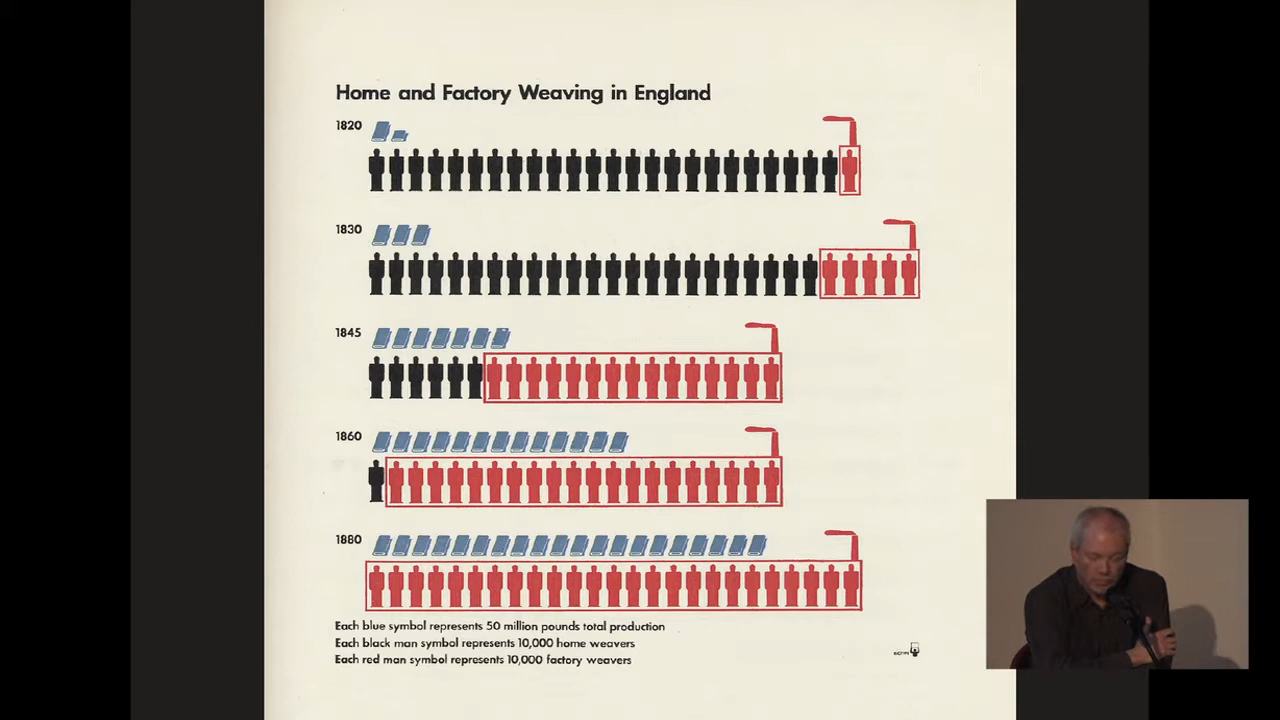 Home and Factory Weaving in England
1820
1830
1845
1860
1880
Each blue symbol represents 50 million pounds total production
Each black man symbol represents 10,000 home weavers
Each red man symbol represents 10,000 factory weavers